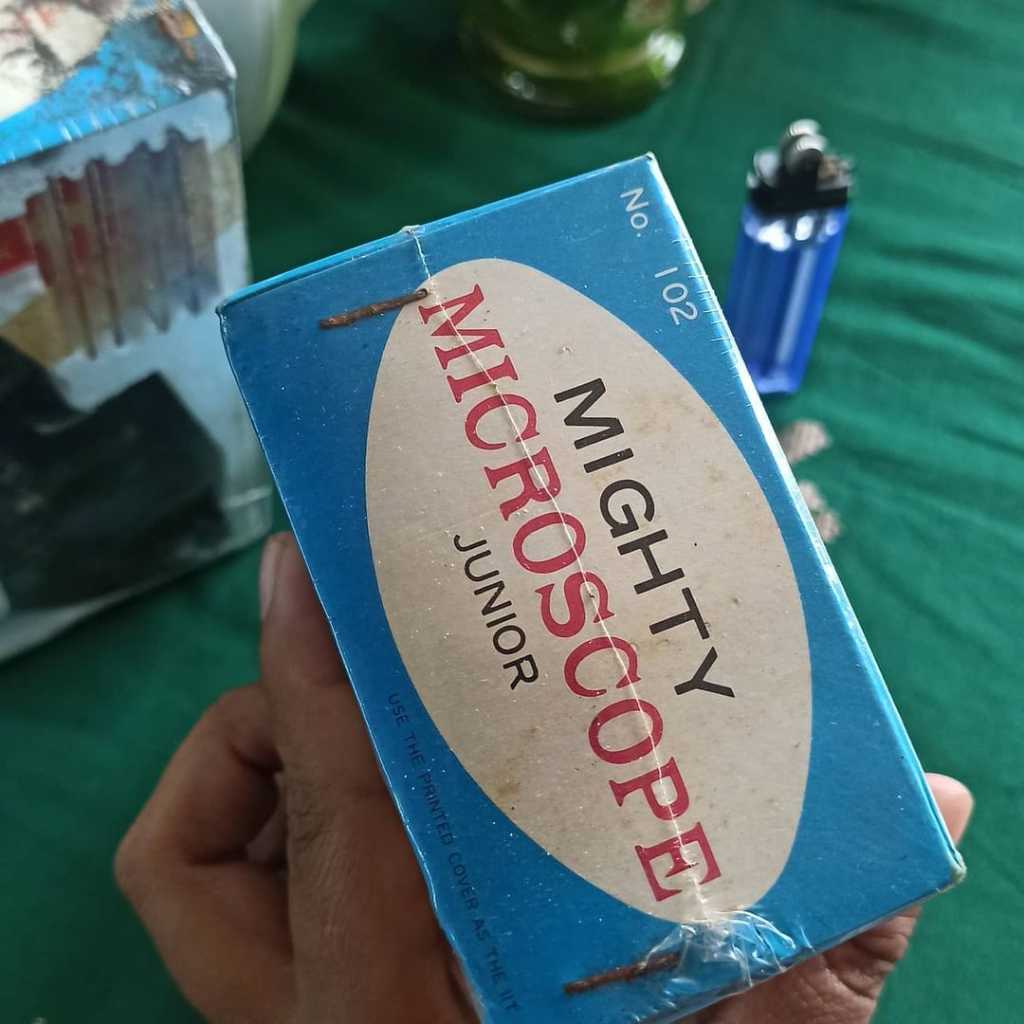 No. 102
MIGHTY
MICROSCOPE
JUNIOR
USE THE PRINTED COVER AS THE